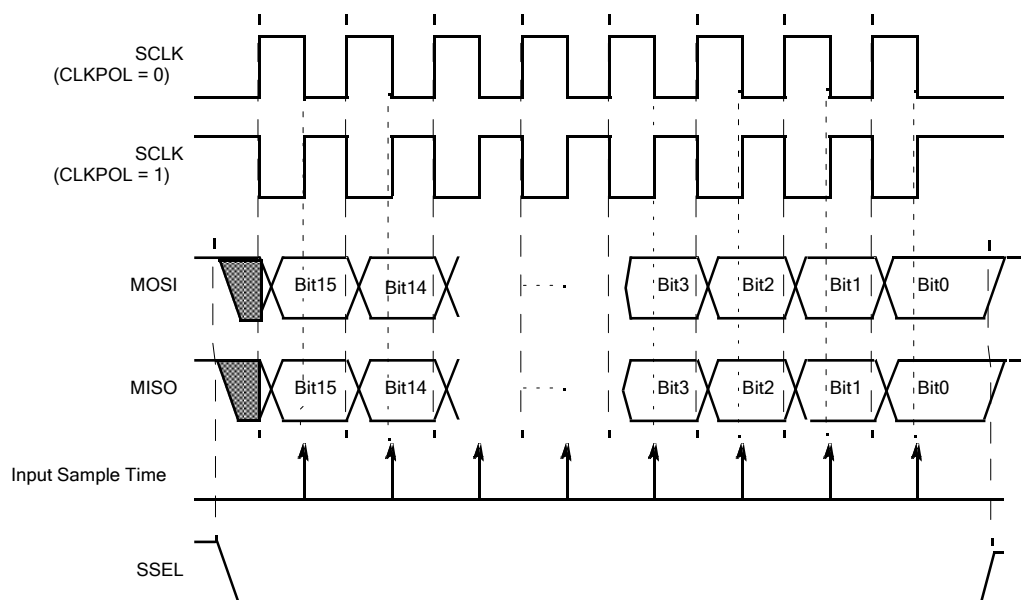 SCLK
(CLKPOL = 0)
SCLK
(CLKPOL = 1)
MOSI
Bit15
Bit14
Bit3
Bit2
Bit1
Bit0
MISO
Bit15
Bit14
Bit3
Bit2
Bit1
Bit0
Input Sample Time
SSEL